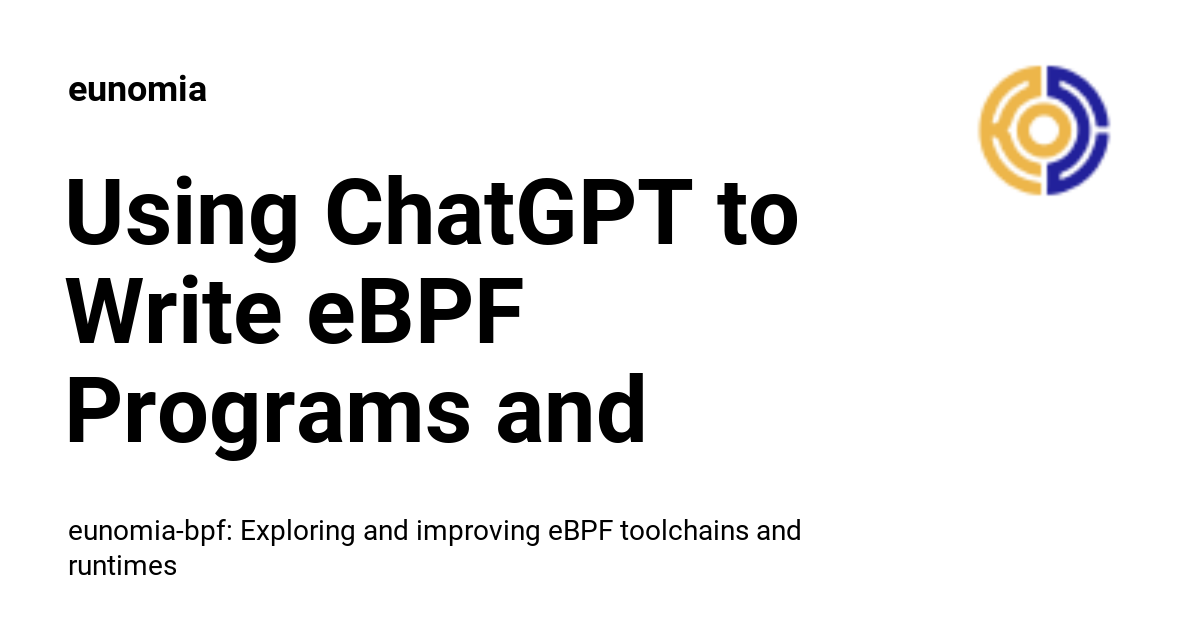 eunomia
Using ChatGPT to
Write eBPF
Programs and
eunomia-bpf: Exploring and improving eBPF toolchains and
runtimes